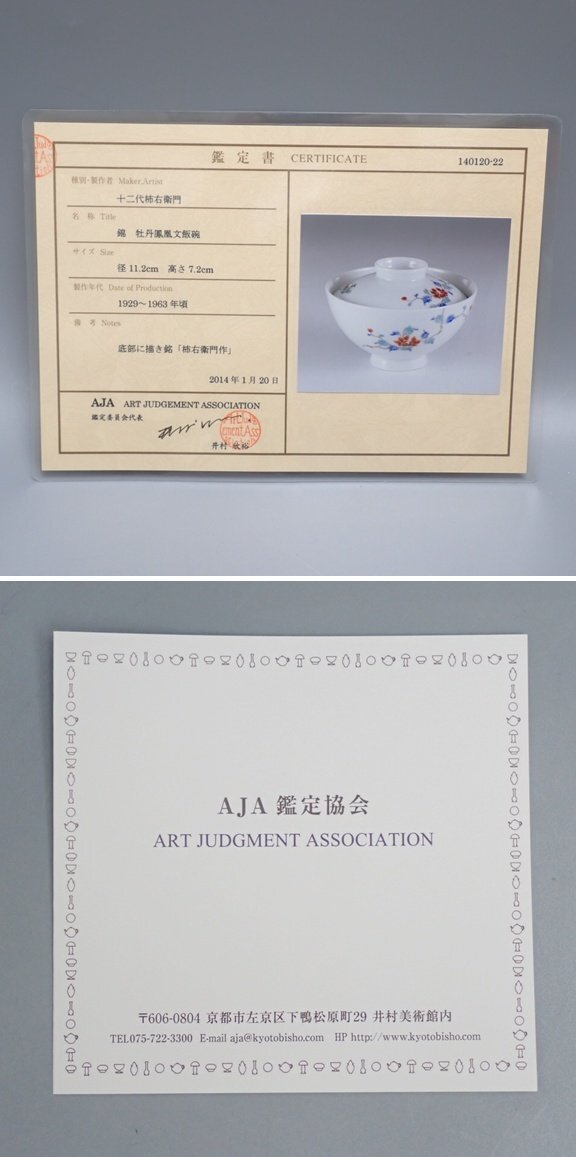 鑑定書 CERTIFICATE
140120-22
種別・製作者 Maker,Artist
十二代柿右衛門
名 称 Title
錦 牡丹鳳凰文飯碗
サイズ Size
径 11.2cm 高さ 7.2cm
製作年代 Date of Production
1929～1963 年頃
備 考 Notes
底部に描き銘「柿右衛門作」
2014 年 1 月 20 日
AJA ART JUDGEMENT ASSOCIATION
鑑定委員会代表
井村 欣裕
AJA 鑑定協会
ART JUDGMENT ASSOCIATION
〒606-0804 京都市左京区下鴨松原町29 井村美術館内
TEL075-722-3300 E-mail aja@kyotobisho.com HP http://www.kyotobisho.com